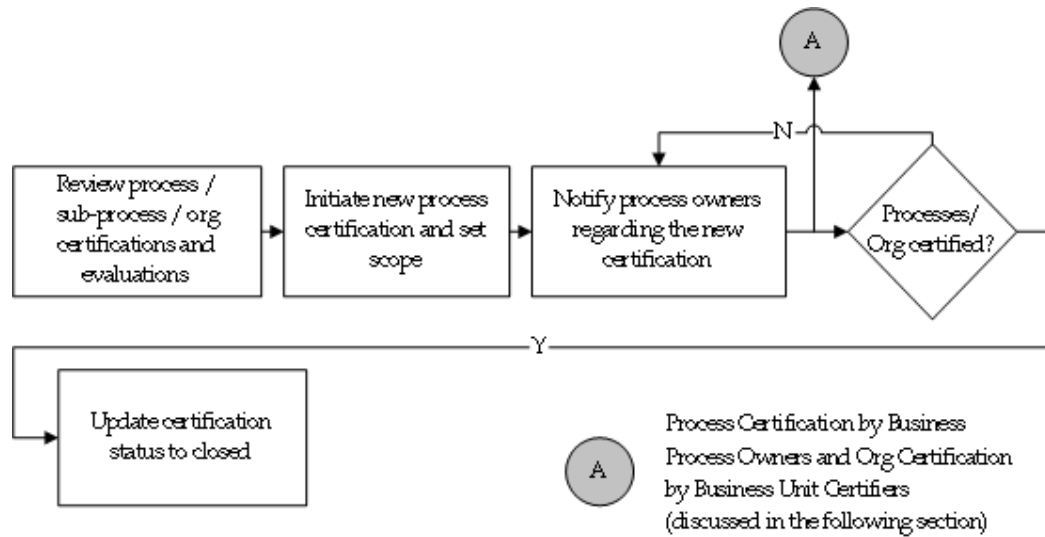 A
N
Review process /
sub-process / org
certifications and
evaluations
Initiate new process
certification and set
scope
Notify process owners
regarding the new
certification
Processes/
Org certified?
Y
Update certification
status to closed
A
Process Certification by Business
Process Owners and Org Certification
by Business Unit Certifiers
(discussed in the following section)